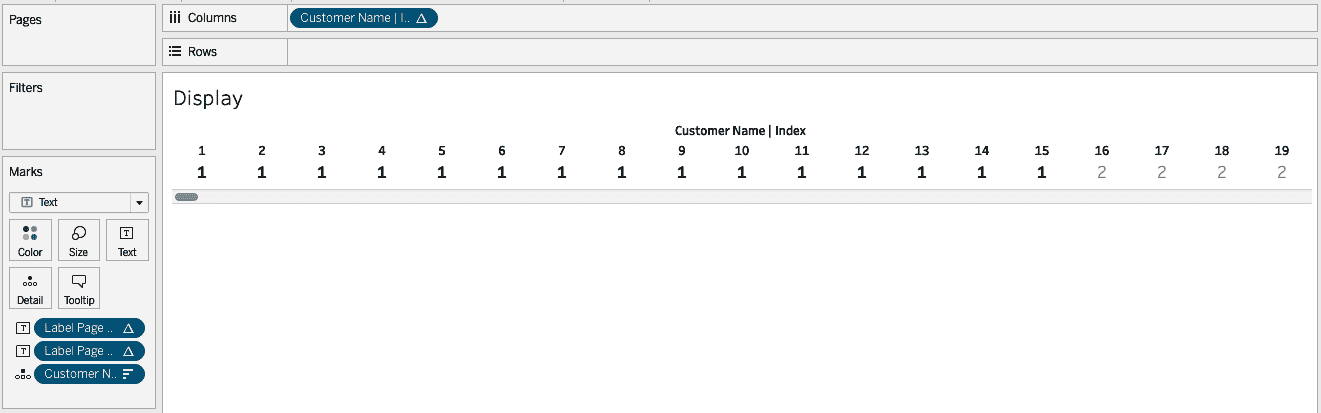 Pages
Columns
Customer Name | I.. △
Rows
Filters
Display
Customer Name | Index
1 2 3 4 5 6 7 8 9 10 11 12 13 14 15 16 17 18 19
1 1 1 1 1 1 1 1 1 1 1 1 1 1 1 2 2 2 2
Marks
T Text
Color Size T Text
Detail Tooltip
T Label Page .. △
T Label Page .. △
Customer N..